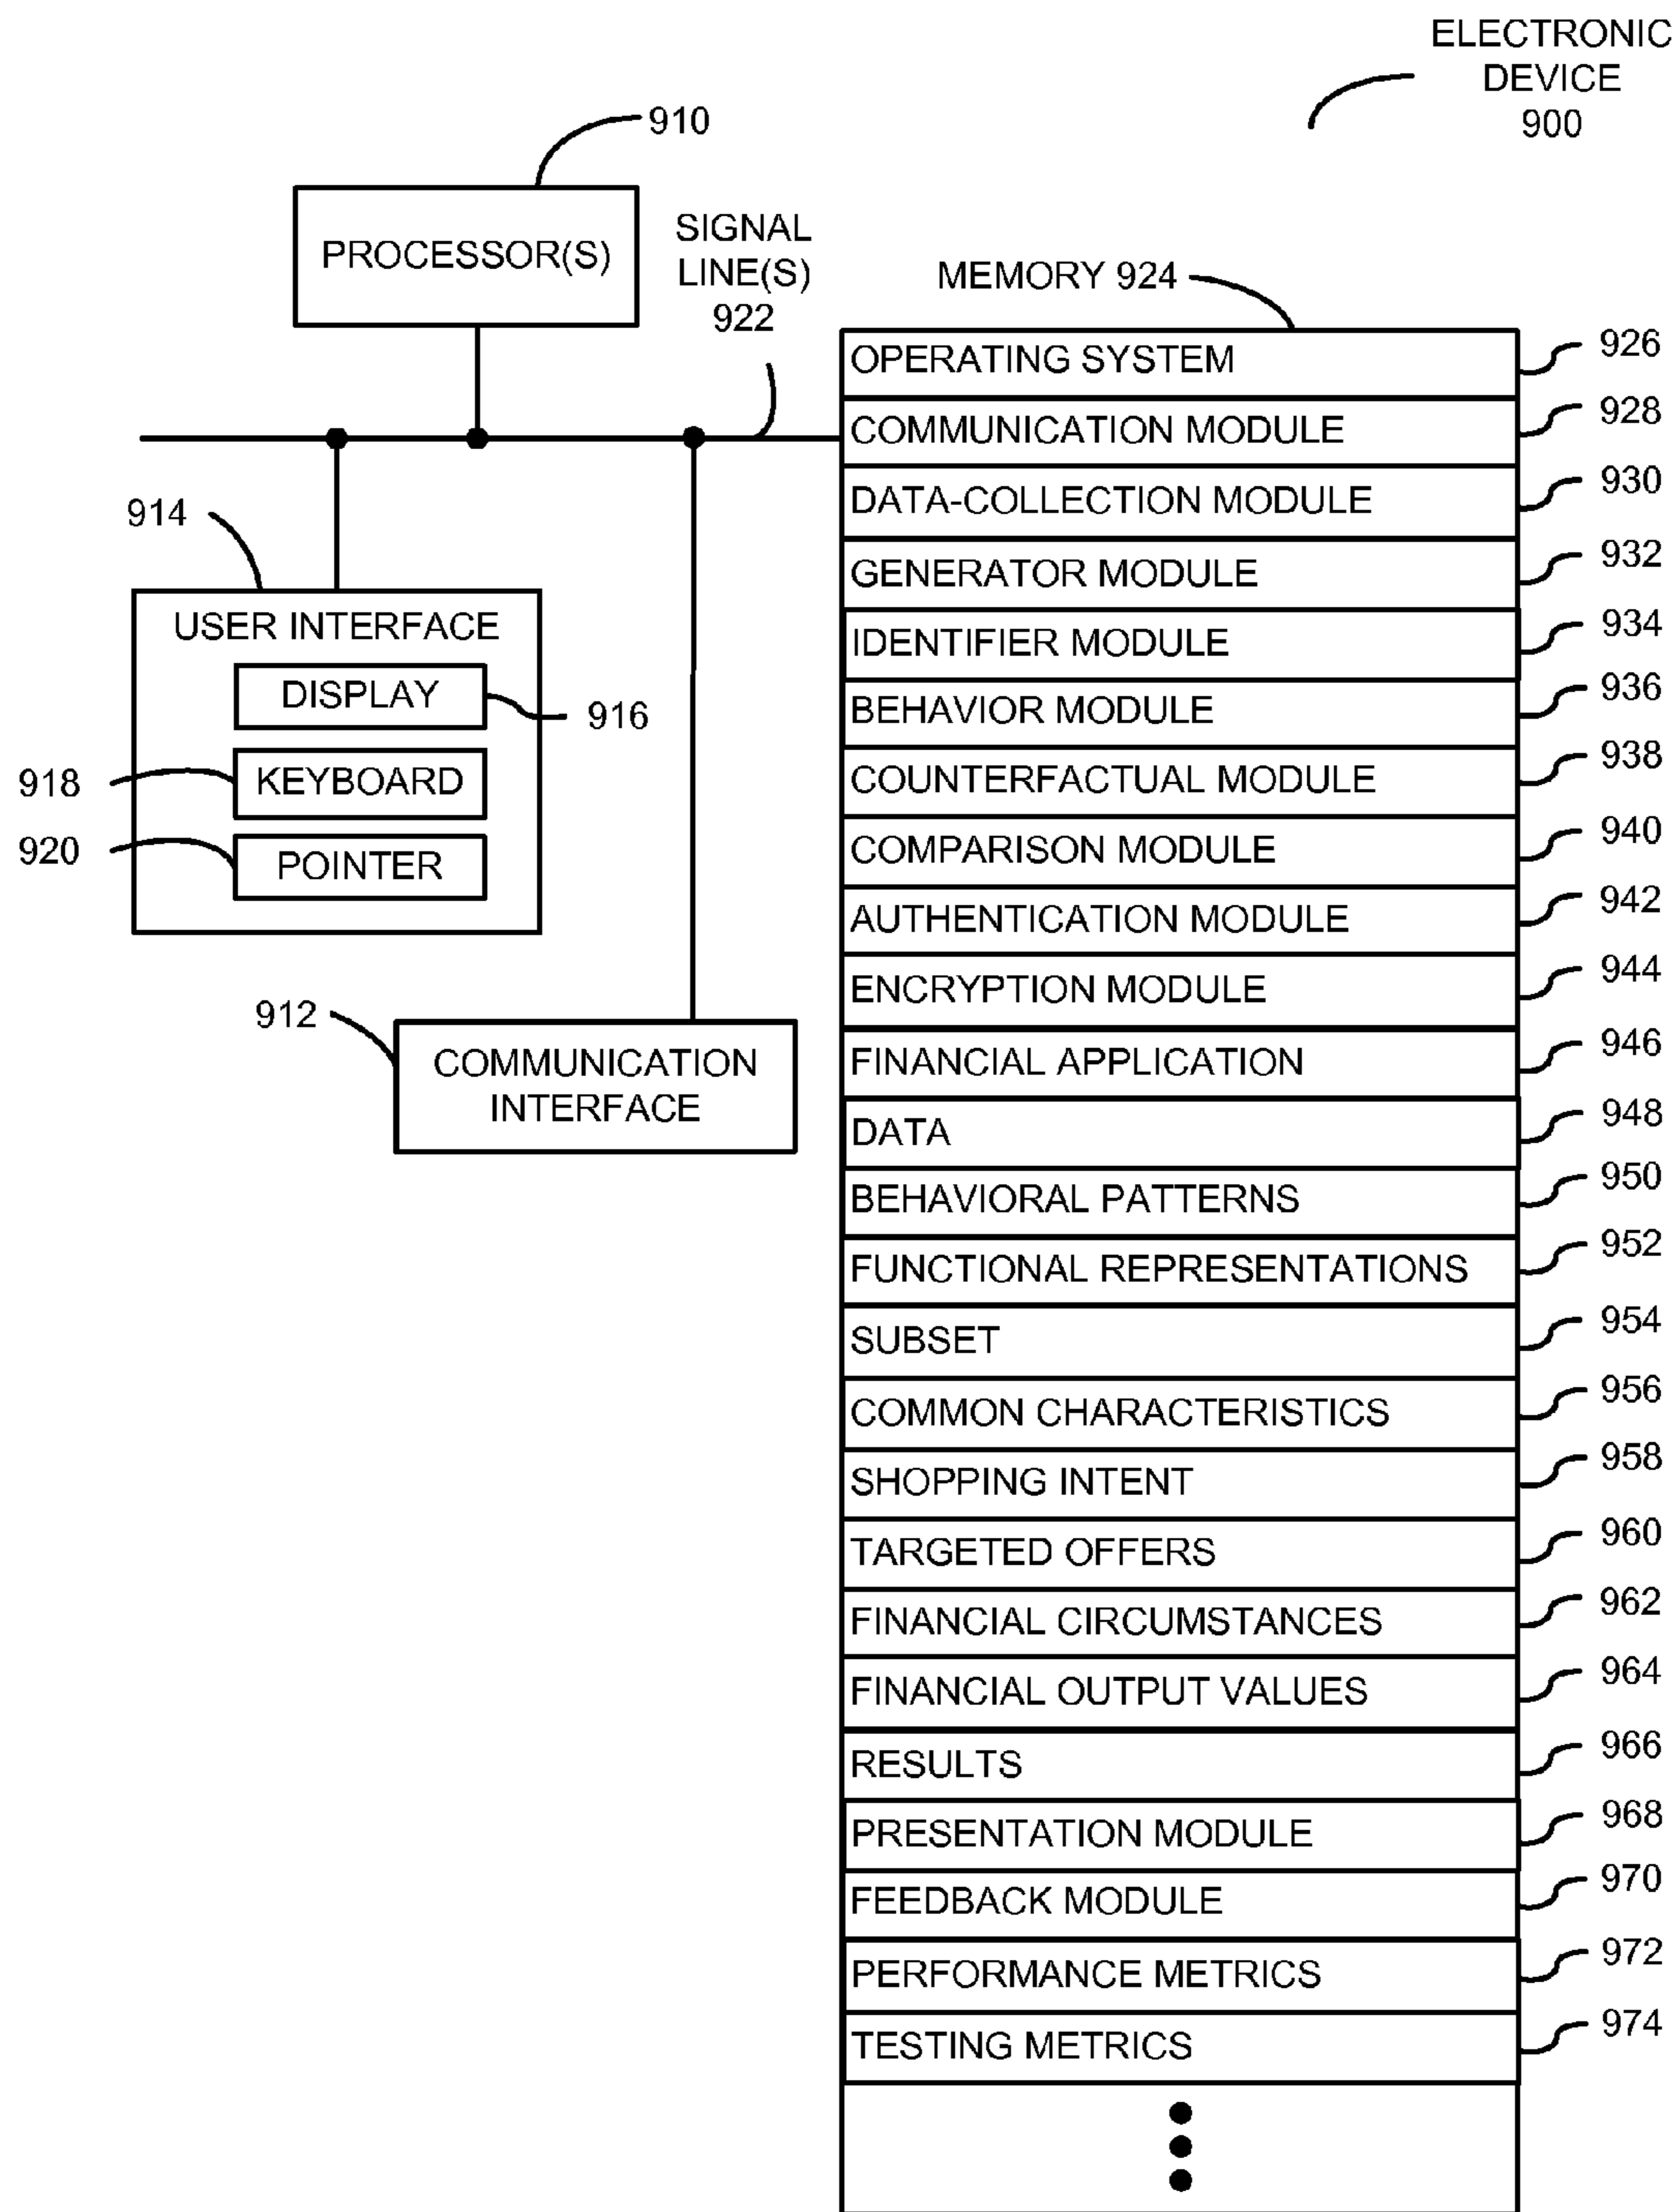 ELECTRONIC
DEVICE
900
910
PROCESSOR(S)
SIGNAL
LINE(S)
922
MEMORY 924
914
USER INTERFACE
DISPLAY
916
918
KEYBOARD
920
POINTER
912
COMMUNICATION
INTERFACE
OPERATING SYSTEM
926
COMMUNICATION MODULE
928
DATA-COLLECTION MODULE
930
GENERATOR MODULE
932
IDENTIFIER MODULE
934
BEHAVIOR MODULE
936
COUNTERFACTUAL MODULE
938
COMPARISON MODULE
940
AUTHENTICATION MODULE
942
ENCRYPTION MODULE
944
FINANCIAL APPLICATION
946
DATA
948
BEHAVIORAL PATTERNS
950
FUNCTIONAL REPRESENTATIONS
952
SUBSET
954
COMMON CHARACTERISTICS
956
SHOPPING INTENT
958
TARGETED OFFERS
960
FINANCIAL CIRCUMSTANCES
962
FINANCIAL OUTPUT VALUES
964
RESULTS
966
PRESENTATION MODULE
968
FEEDBACK MODULE
970
PERFORMANCE METRICS
972
TESTING METRICS
974